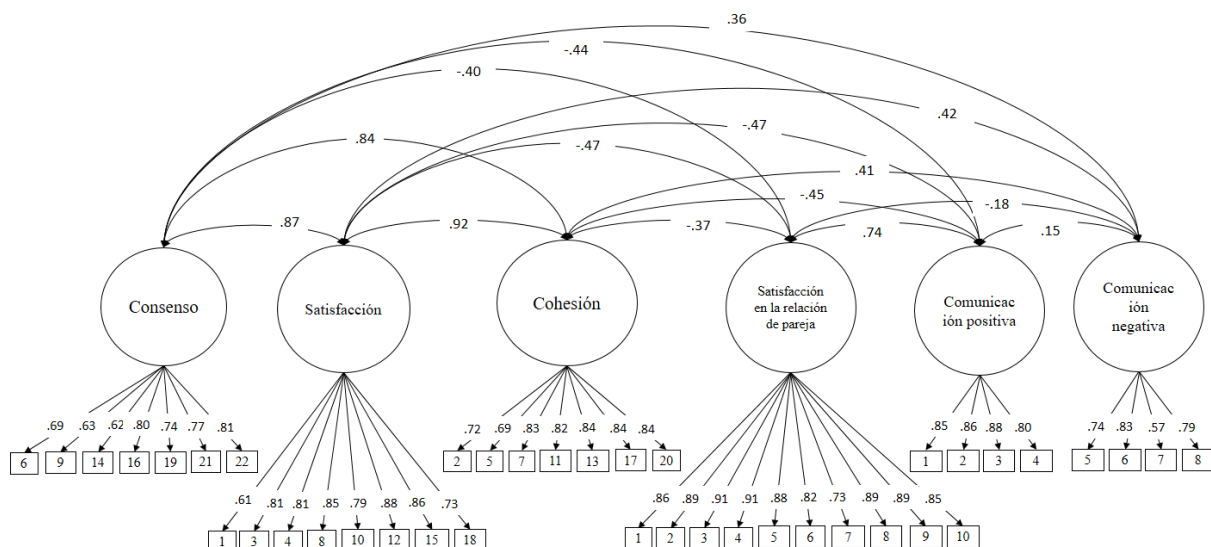 .36
-.44
-.40
.42
-.47
.84
-.47
.41
-.45
-.18
.87
.92
-.37
.74
.15
Consenso
Satisfacción
Cohesión
Satisfacción
en la relación
de pareja
Comunicac
ión positiva
Comunicac
ión
negativa
.69 .63 .62 .80 .74 .77 .81
6 9 14 16 19 21 22
.72 .69 .83 .82 .84 .84 .84
2 5 7 11 13 17 20
.85 .86 .88 .80
1 2 3 4
.74 .83 .57 .79
5 6 7 8
.61 .81 .81 .85 .79 .88 .86 .73
1 3 4 8 10 12 15 18
.86 .89 .91 .91 .88 .82 .73 .89 .89 .85
1 2 3 4 5 6 7 8 9 10